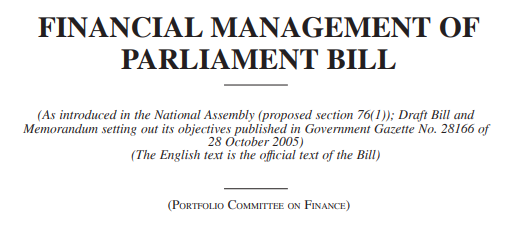 FINANCIAL MANAGEMENT OF
PARLIAMENT BILL
(As introduced in the National Assembly (proposed section 76(1)); Draft Bill and
Memorandum setting out its objectives published in Government Gazette No. 28166 of
28 October 2005)
(The English text is the official text of the Bill)
(PORTFOLIO COMMITTEE ON FINANCE)